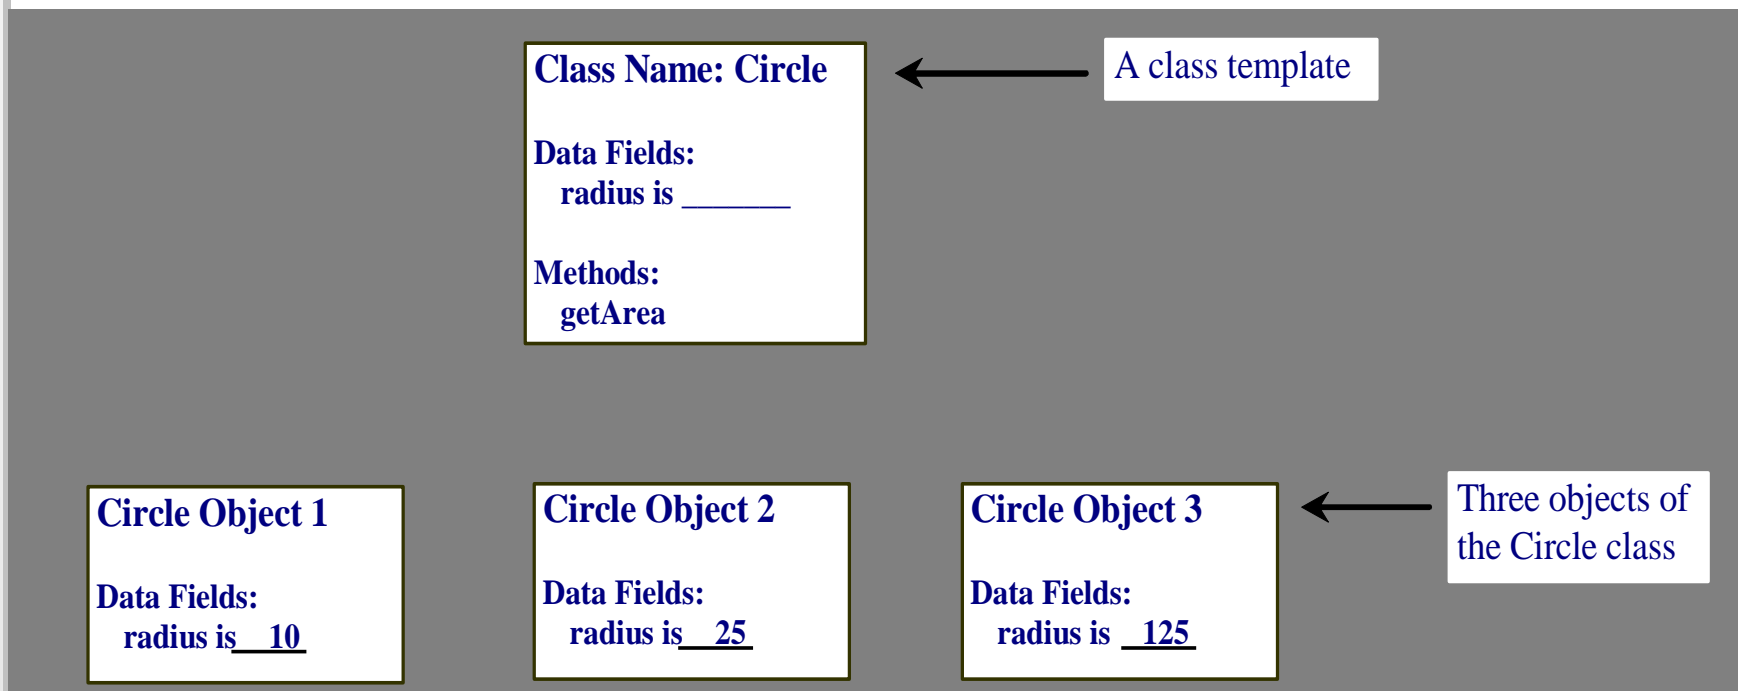 Class Name: Circle
A class template
Data Fields:
radius is _______
Methods:
getArea
Circle Object 1
Data Fields:
radius is 10
Circle Object 2
Data Fields:
radius is 25
Circle Object 3
Data Fields:
radius is 125
Three objects of
the Circle class